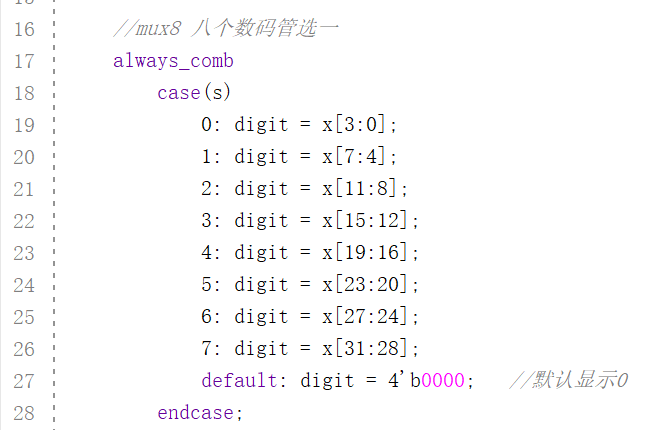 16 //mux8 八个数码管选一
17 always_comb
18 case(s)
19 0: digit = x[3:0];
20 1: digit = x[7:4];
21 2: digit = x[11:8];
22 3: digit = x[15:12];
23 4: digit = x[19:16];
24 5: digit = x[23:20];
25 6: digit = x[27:24];
26 7: digit = x[31:28];
27 default: digit = 4'b0000; //默认显示0
28 endcase;